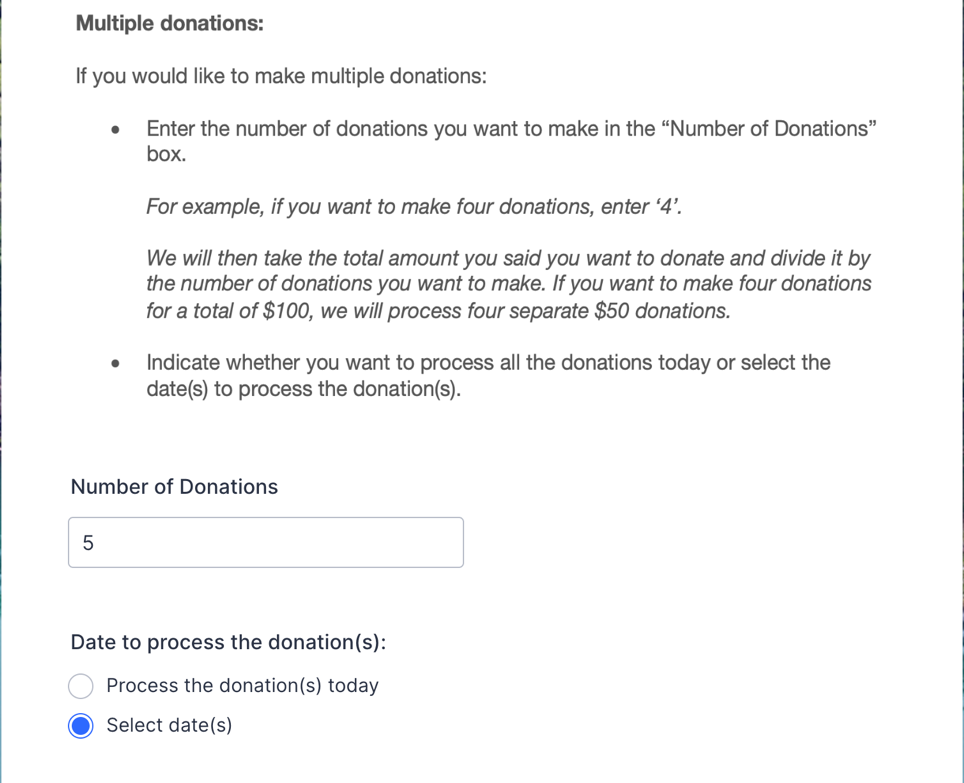 Multiple donations:
If you would like to make multiple donations:
• Enter the number of donations you want to make in the “Number of Donations”
box.
For example, if you want to make four donations, enter ‘4’.
We will then take the total amount you said you want to donate and divide it by
the number of donations you want to make. If you want to make four donations
for a total of $100, we will process four separate $50 donations.
• Indicate whether you want to process all the donations today or select the
date(s) to process the donation(s).
Number of Donations
5
Date to process the donation(s):
Process the donation(s) today
Select date(s)